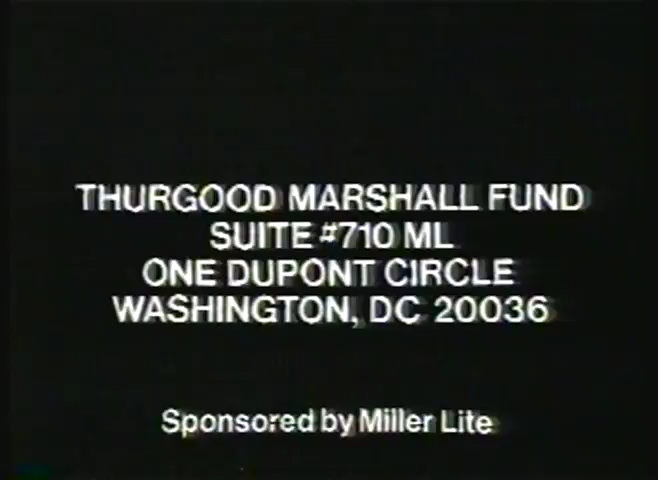 THURGOOD MARSHALL FUND
SUITE #710 ML
ONE DUPONT CIRCLE
WASHINGTON, DC 20036
Sponsored by Miller Lite